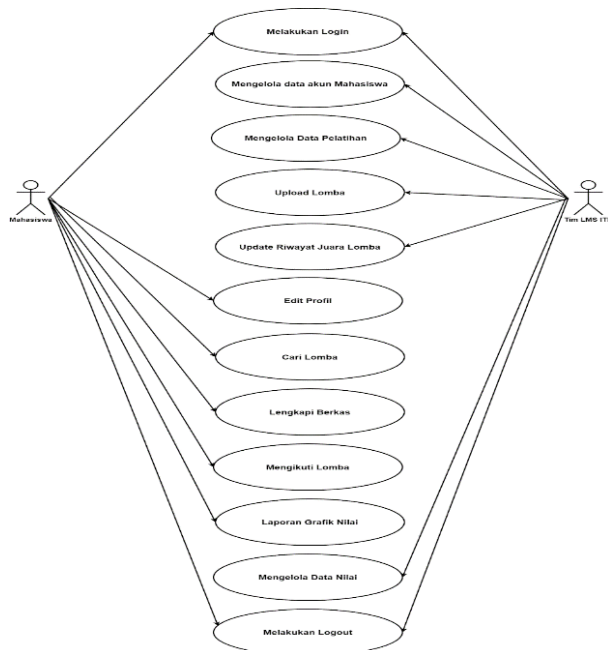 Melakukan Login
Mengelola data akun Mahasiswa
Mengelola Data Pelatihan
Mahasiswa
Upload Lomba
Tim LMS ITI
Update Riwayat Juara Lomba
Edit Profil
Cari Lomba
Lengkapi Berkas
Mengikuti Lomba
Laporan Grafik Nilai
Mengelola Data Nilai
Melakukan Logout